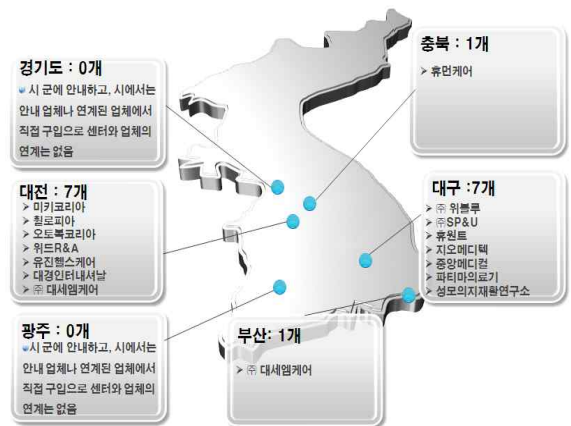 경기도 : 0개
시 군에 안내하고, 시에서는
안내 업체나 연계된 업체에서
직접 구입으로 센터와 업체의
연계는 없음
충북 : 1개
➢ 휴먼케어
대전 : 7개
➢ 미키코리아
➢ 휠로피아
➢ 오토복코리아
➢ 위드R&A
➢ 유진헬스케어
➢ 대경인터내셔날
➢ ㈜ 대세엠케어
대구 :7개
➢ ㈜ 위블루
➢ ㈜SP&U
➢ 휴원트
➢ 지오메디텍
➢ 중앙메디컬
➢ 파티마의료기
➢ 성모의지재활연구소
광주 : 0개
시 군에 안내하고, 시에서는
안내 업체나 연계된 업체에서
직접 구입으로 센터와 업체의
연계는 없음
부산: 1개
➢ ㈜ 대세엠케어